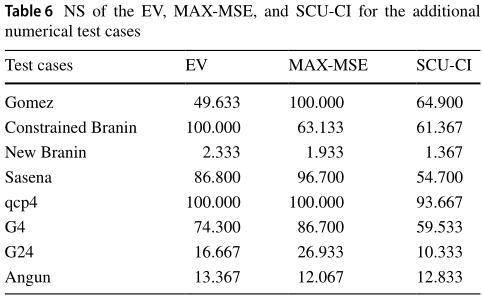 Table 6 NS of the EV, MAX-MSE, and SCU-CI for the additional
numerical test cases
Test cases EV MAX-MSE SCU-CI
Gomez 49.633 100.000 64.900
Constrained Branin 100.000 63.133 61.367
New Branin 2.333 1.933 1.367
Sasena 86.800 96.700 54.700
qcp4 100.000 100.000 93.667
G4 74.300 86.700 59.533
G24 16.667 26.933 10.333
Angun 13.367 12.067 12.833